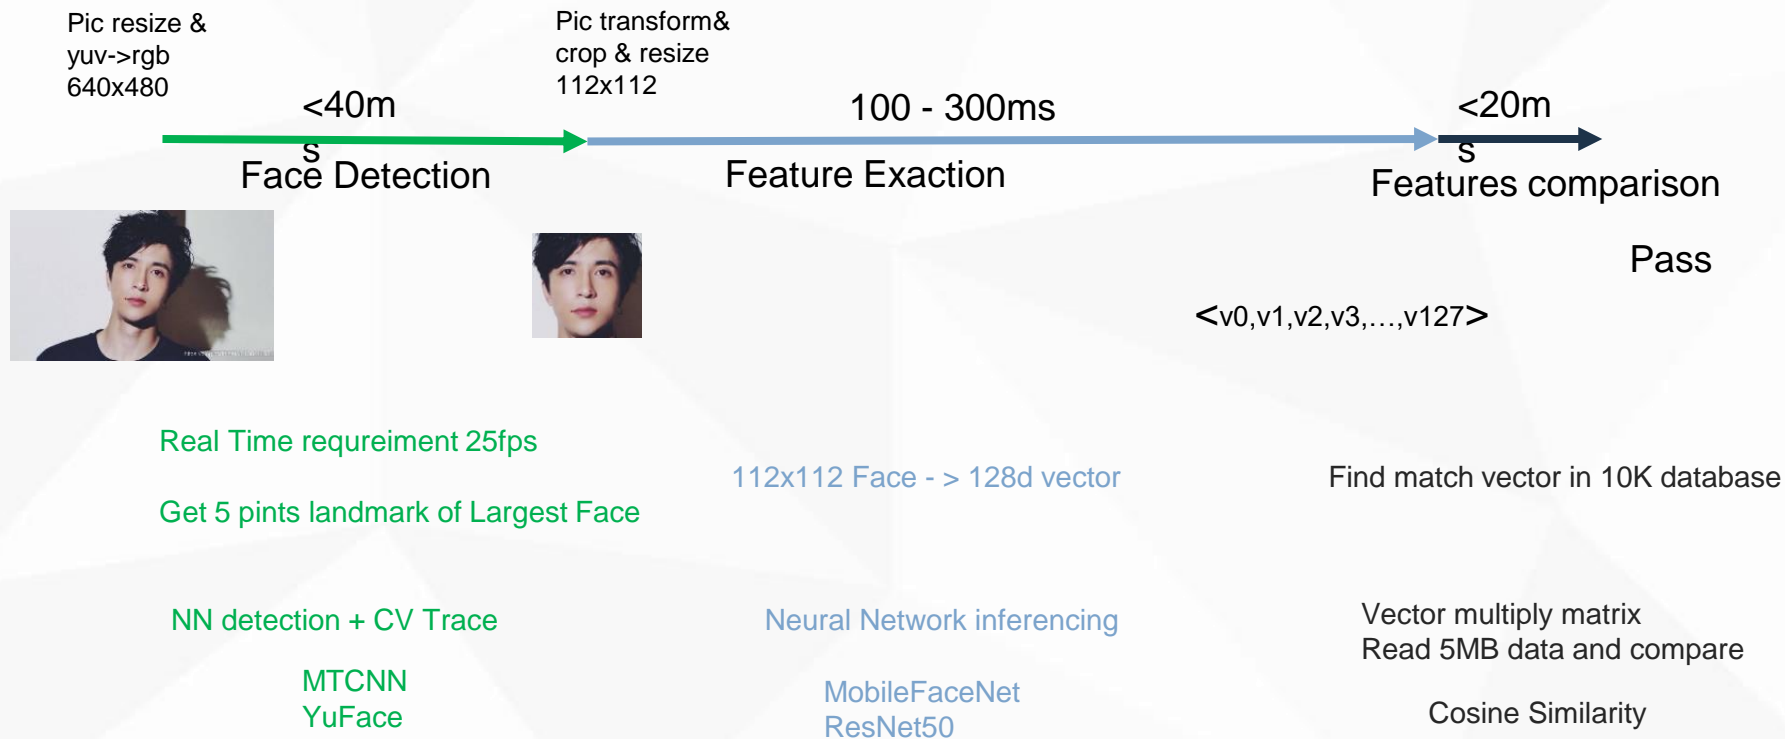 Pic resize &
yuv->rgb
640x480
<40m
s
Face Detection
Pic transform&
crop & resize
112x112
100 - 300ms
Feature Exaction
<20m
s
Features comparison
Pass
<v0,v1,v2,v3,...,v127>
Real Time requreiment 25fps
Get 5 pints landmark of Largest Face
112x112 Face - > 128d vector
Find match vector in 10K database
NN detection + CV Trace
Neural Network inferencing
Vector multiply matrix
Read 5MB data and compare
MTCNN
YuFace
MobileFaceNet
ResNet50
Cosine Similarity